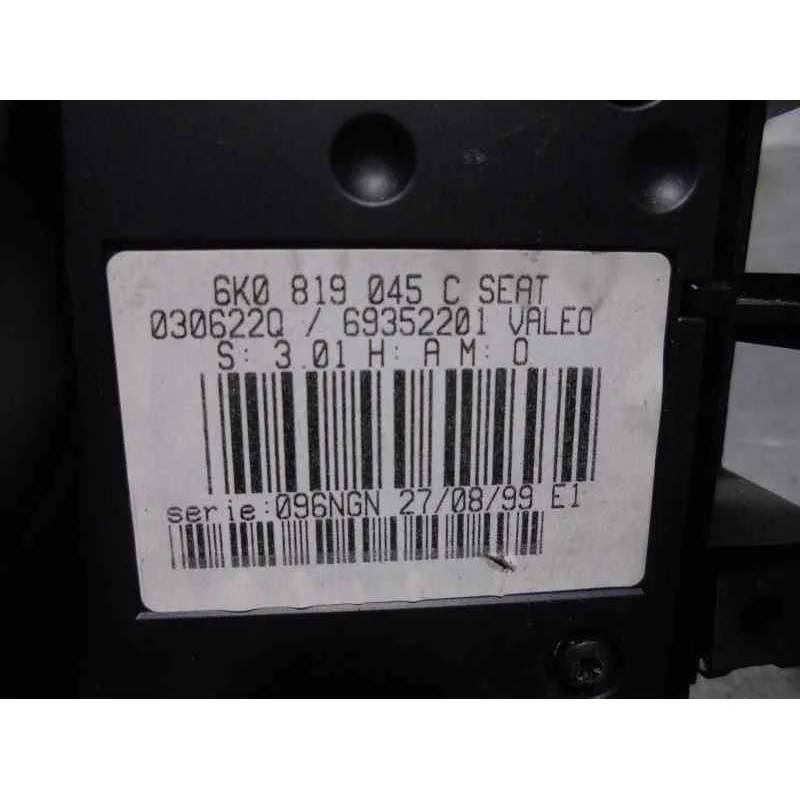 6K0 819 045 C SEAT
030622Q / 69352201 VALEO
S: 3.01 H: A M: 0
serie:096NGN 27/08/99 E1